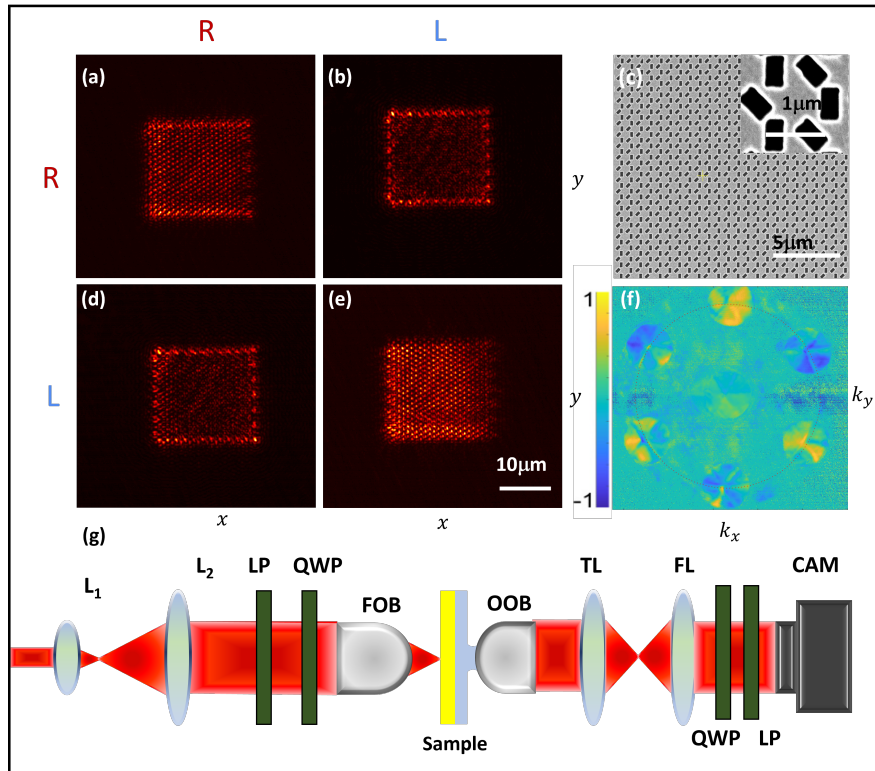 R
L
(a)
(b)
(c)
1μm
R
y
5μm
(d)
(e)
1
(f)
L
y
k_y
10μm
-1
x
x
k_x
(g)
L₁
L₂
LP
QWP
FOB
OOB
TL
FL
CAM
Sample
QWP
LP